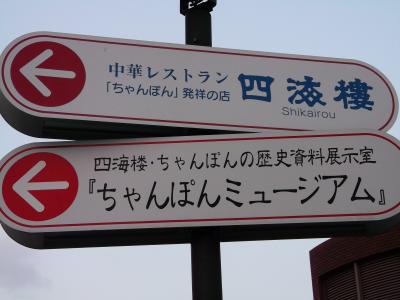 中華レストラン
「ちゃんぽん」発祥の店
四海樓
Shikairou
四海楼・ちゃんぽんの歴史資料展示室
『ちゃんぽんミュージアム』